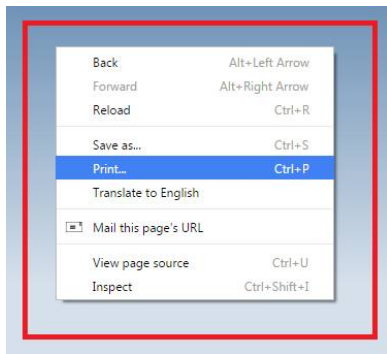 Back Alt+Left Arrow
Forward Alt+Right Arrow
Reload Ctrl+R
Save as... Ctrl+S
Print... Ctrl+P
Translate to English
Mail this page's URL
View page source Ctrl+U
Inspect Ctrl+Shift+I